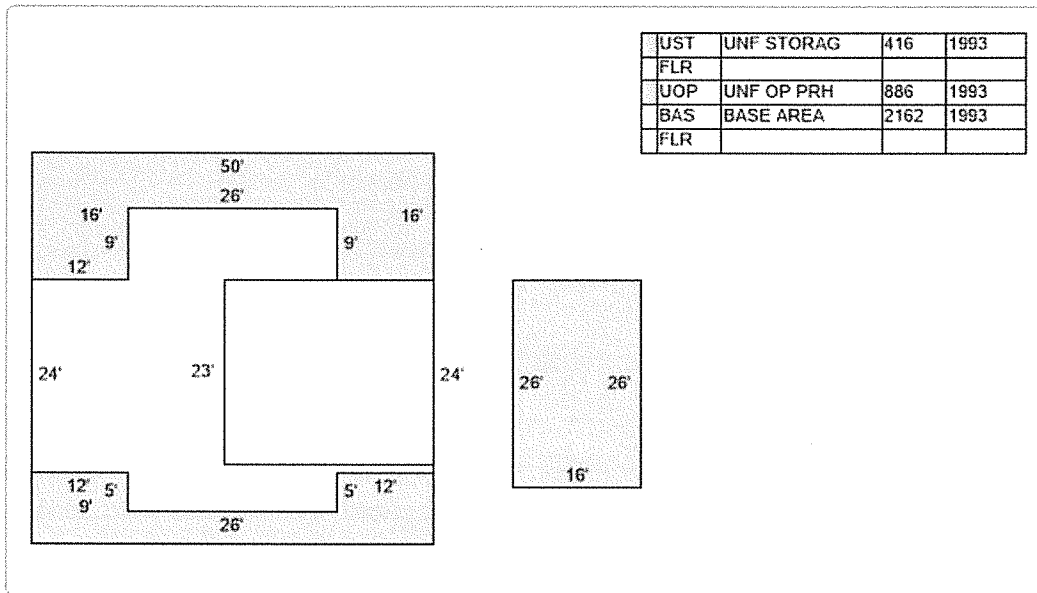 UST UNF STORAG 416 1993
FLR
UOP UNF OP PRH 886 1993
BAS BASE AREA 2162 1993
FLR
50'
26'
16' 16'
9' 9'
12'
24' 23' 24' 26' 26'
12' 5' 5' 12' 16'
9'
26'